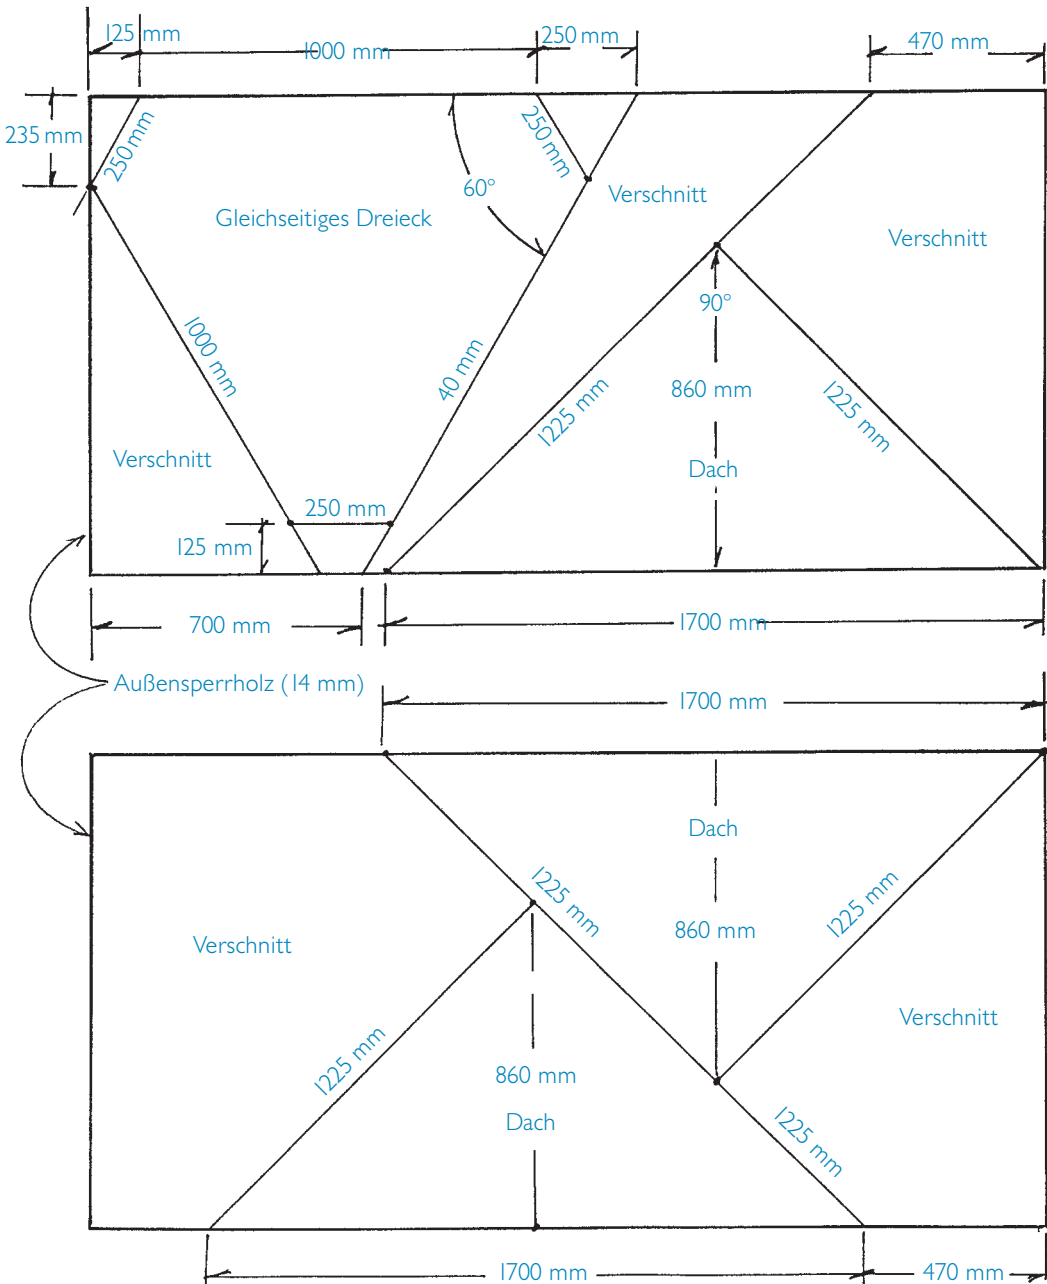 125 mm
1000 mm
250 mm
470 mm
235 mm
250 mm
250 mm
60°
Verschnitt
Gleichseitiges Dreieck
Verschnitt
90°
1000 mm
40 mm
860 mm
1225 mm
1225 mm
Verschnitt
Dach
250 mm
125 mm
700 mm
1700 mm
Außensperrholz (14 mm)
1700 mm
Dach
1225 mm
1225 mm
860 mm
Verschnitt
Verschnitt
1225 mm
860 mm
Dach
1225 mm
1700 mm
470 mm